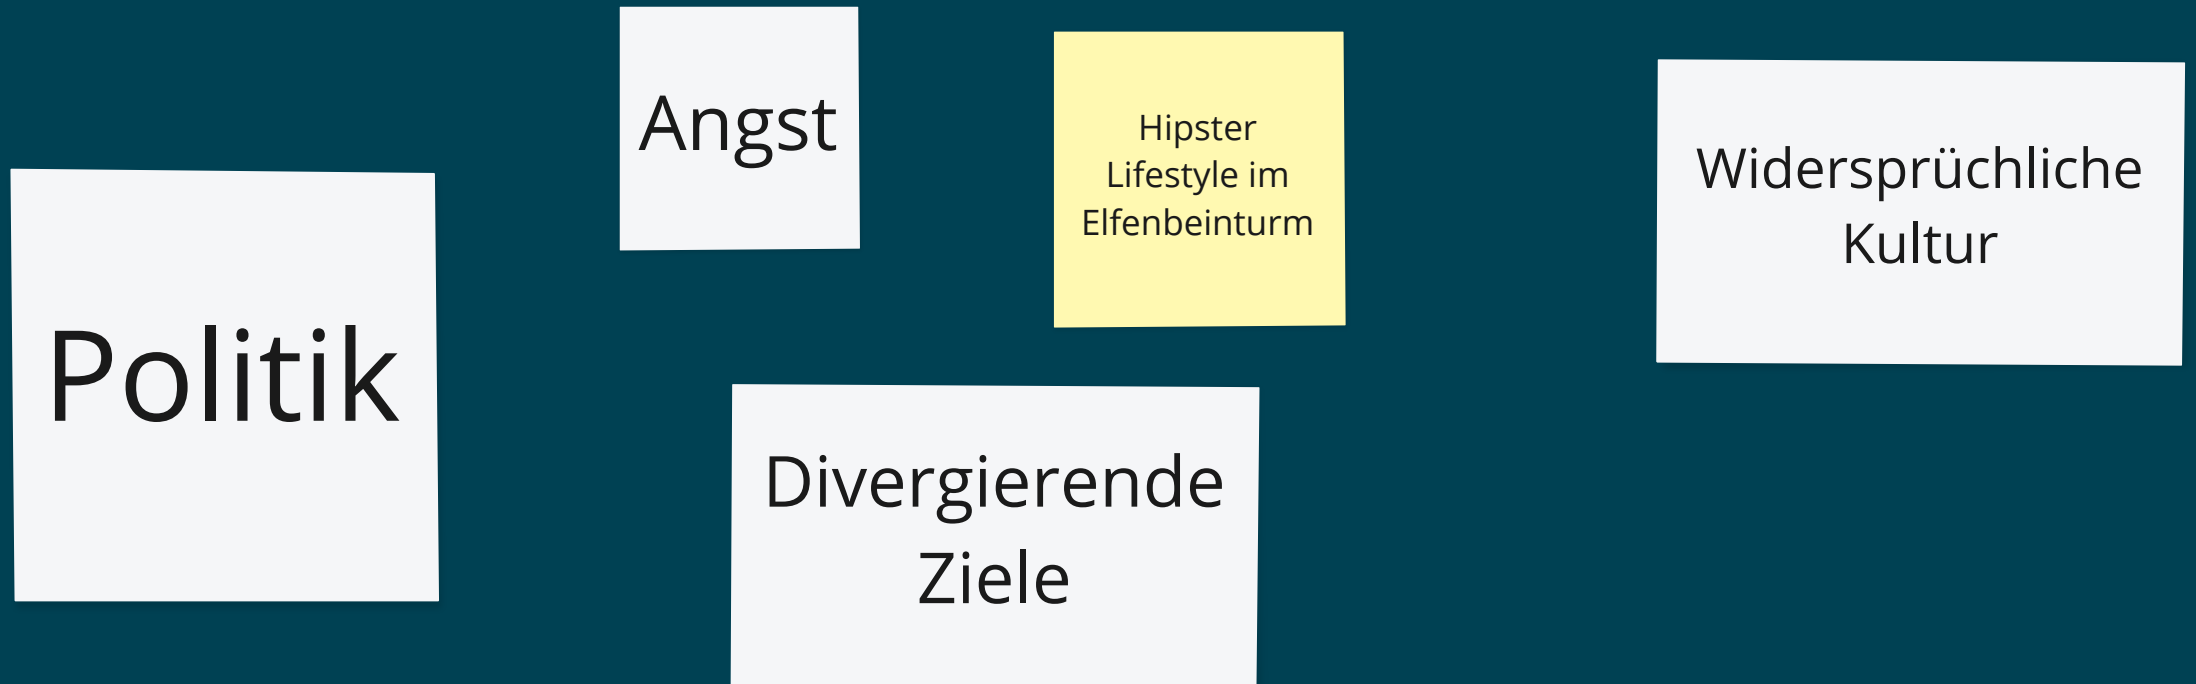 Angst
Hipster
Lifestyle im
Elfenbeinturm
Widersprüchliche
Kultur
Politik
Divergierende
Ziele